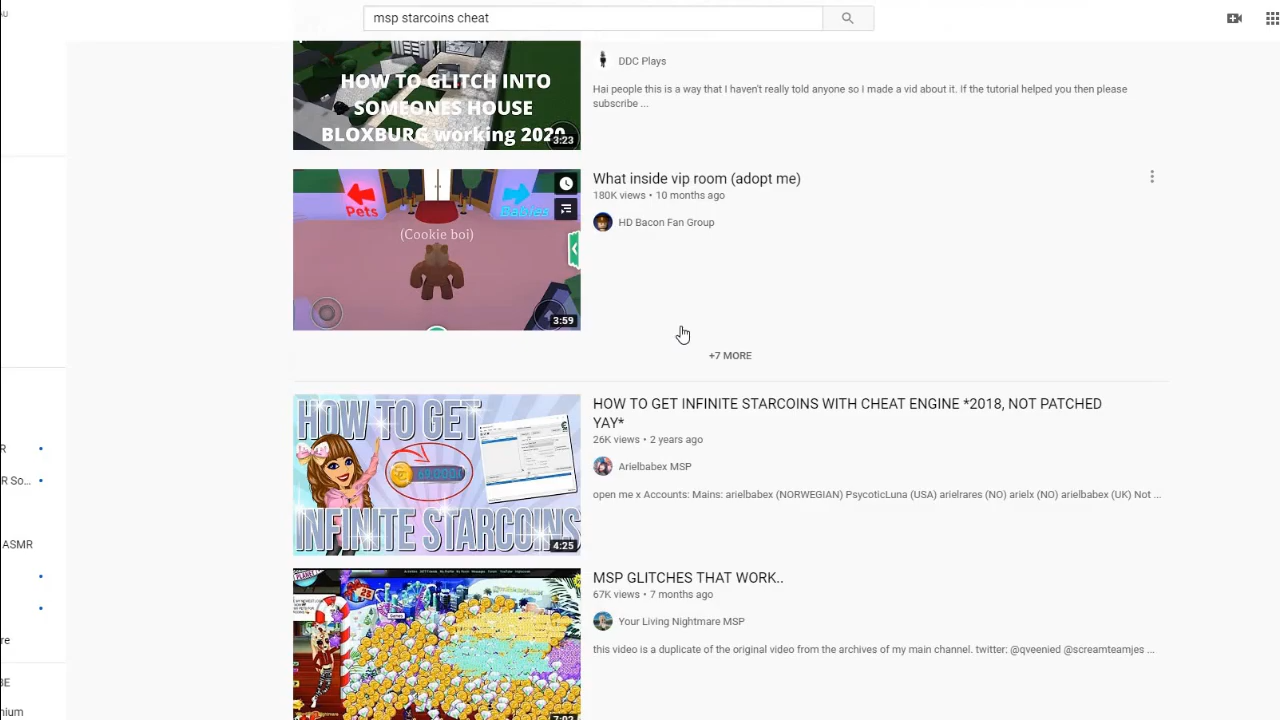 msp starcoins cheat
HOW TO GLITCH INTO
SOMEONES HOUSE
BLOXBURG working 2020
3:23
DDC Plays
Hai people this is a way that I haven't really told anyone so I made a vid about it. If the tutorial helped you then please
subscribe ...
Pets
Babies
(Cookie boi)
3:59
What inside vip room (adopt me)
180K views • 10 months ago
HD Bacon Fan Group
+7 MORE
HOW TO GET
INFINITE STARCOINS
4:25
HOW TO GET INFINITE STARCOINS WITH CHEAT ENGINE *2018, NOT PATCHED
YAY*
26K views • 2 years ago
Arielbabex MSP
open me x Accounts: Mains: arielbabex (NORWEGIAN) PsycoticLuna (USA) arielrares (NO) arielx (NO) arielbabex (UK) Not ...
R
R So...
ASMR
re
BE
nium
7:02
MSP GLITCHES THAT WORK..
67K views • 7 months ago
Your Living Nightmare MSP
this video is a duplicate of the original video from the archives of my main channel. twitter: @qveenied @screamteamjes ...